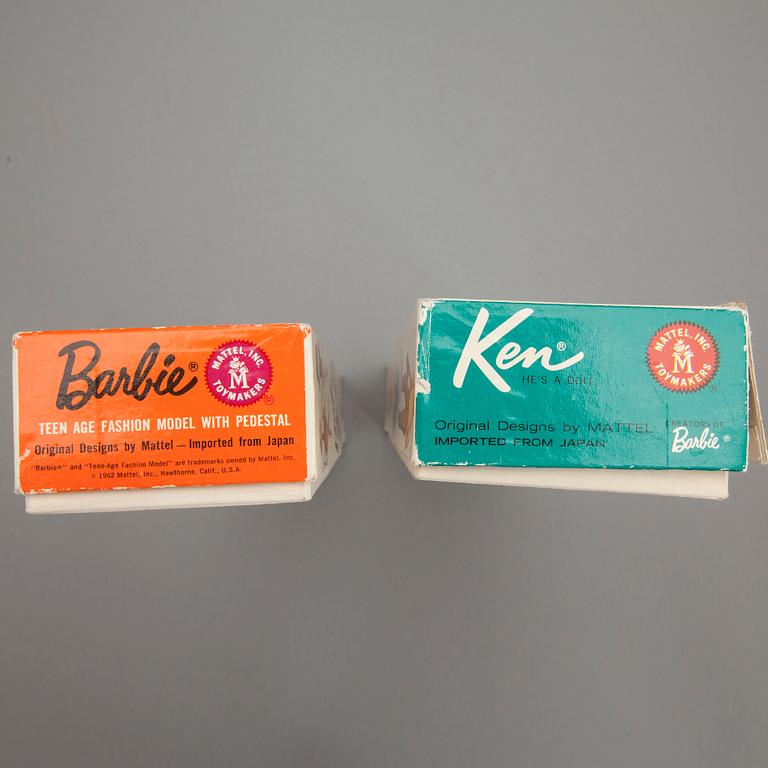 Barbie®
MATTEL, INC.
M
TOYMAKERS
®
TEEN AGE FASHION MODEL WITH PEDESTAL
Original Designs by Mattel — Imported from Japan
"Barbie®" and "Teen-Age Fashion Model" are trademarks owned by Mattel, Inc.
© 1962 Mattel, Inc., Hawthorne, Calif., U.S.A.
Ken®
HE'S A DOLL
MATTEL, INC.
M
TOYMAKERS
®
Original Designs by MATTEL
IMPORTED FROM JAPAN
CREATORS OF
Barbie®